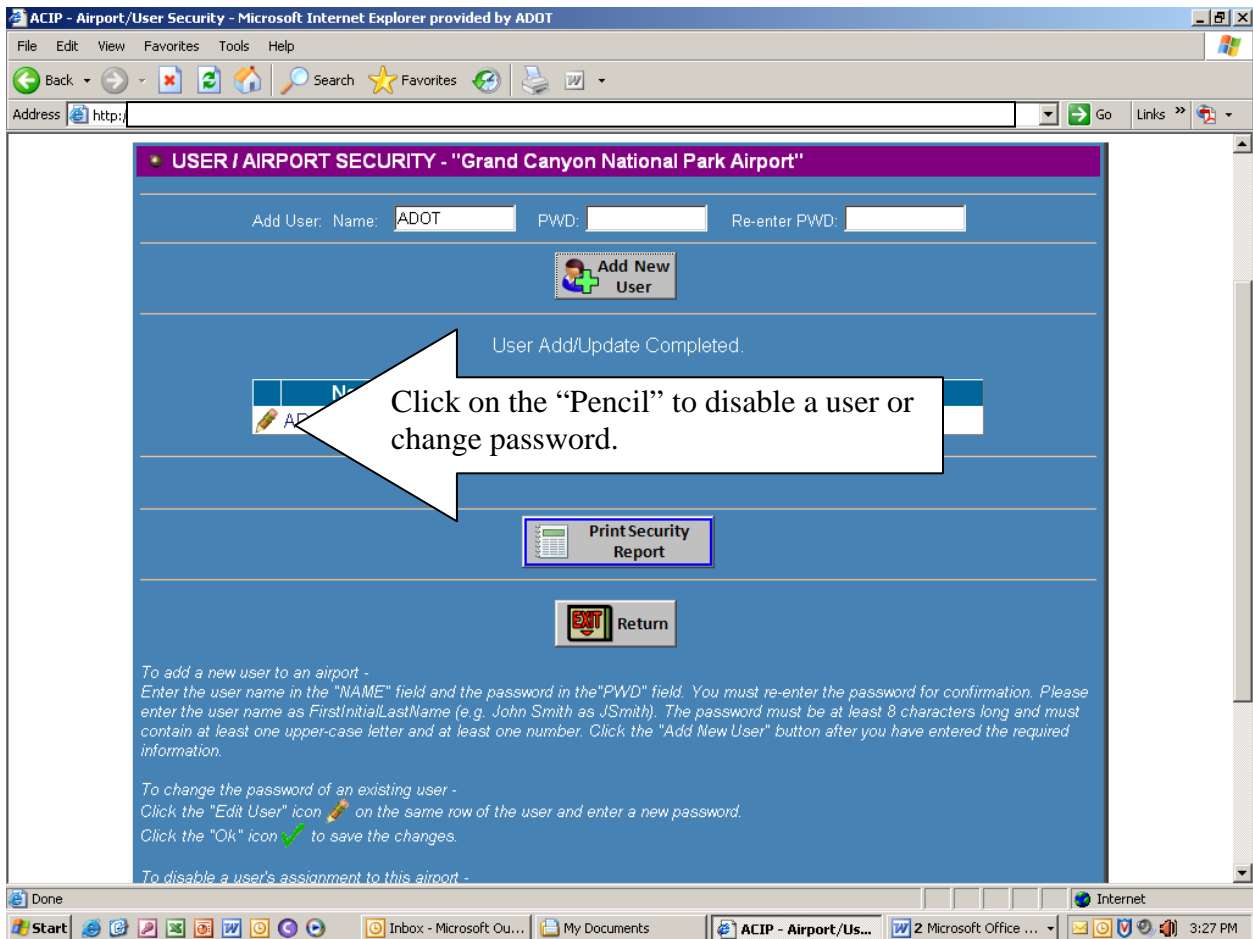 ACIP - Airport/User Security - Microsoft Internet Explorer provided by ADOT
File Edit View Favorites Tools Help
Back Search Favorites
Address http:/ Go Links »
USER / AIRPORT SECURITY - "Grand Canyon National Park Airport"
Add User: Name: ADOT PWD: Re-enter PWD:
Add New
User
User Add/Update Completed.
Click on the “Pencil” to disable a user or
change password.
Print Security
Report
EXIT Return
To add a new user to an airport -
Enter the user name in the "NAME" field and the password in the"PWD" field. You must re-enter the password for confirmation. Please
enter the user name as FirstInitialLastName (e.g. John Smith as JSmith). The password must be at least 8 characters long and must
contain at least one upper-case letter and at least one number. Click the "Add New User" button after you have entered the required
information.
To change the password of an existing user -
Click the "Edit User" icon on the same row of the user and enter a new password.
Click the "Ok" icon to save the changes.
To disable a user's assignment to this airport -
Done Internet
Start Inbox - Microsoft Ou... My Documents ACIP - Airport/Us... 2 Microsoft Office ... 3:27 PM